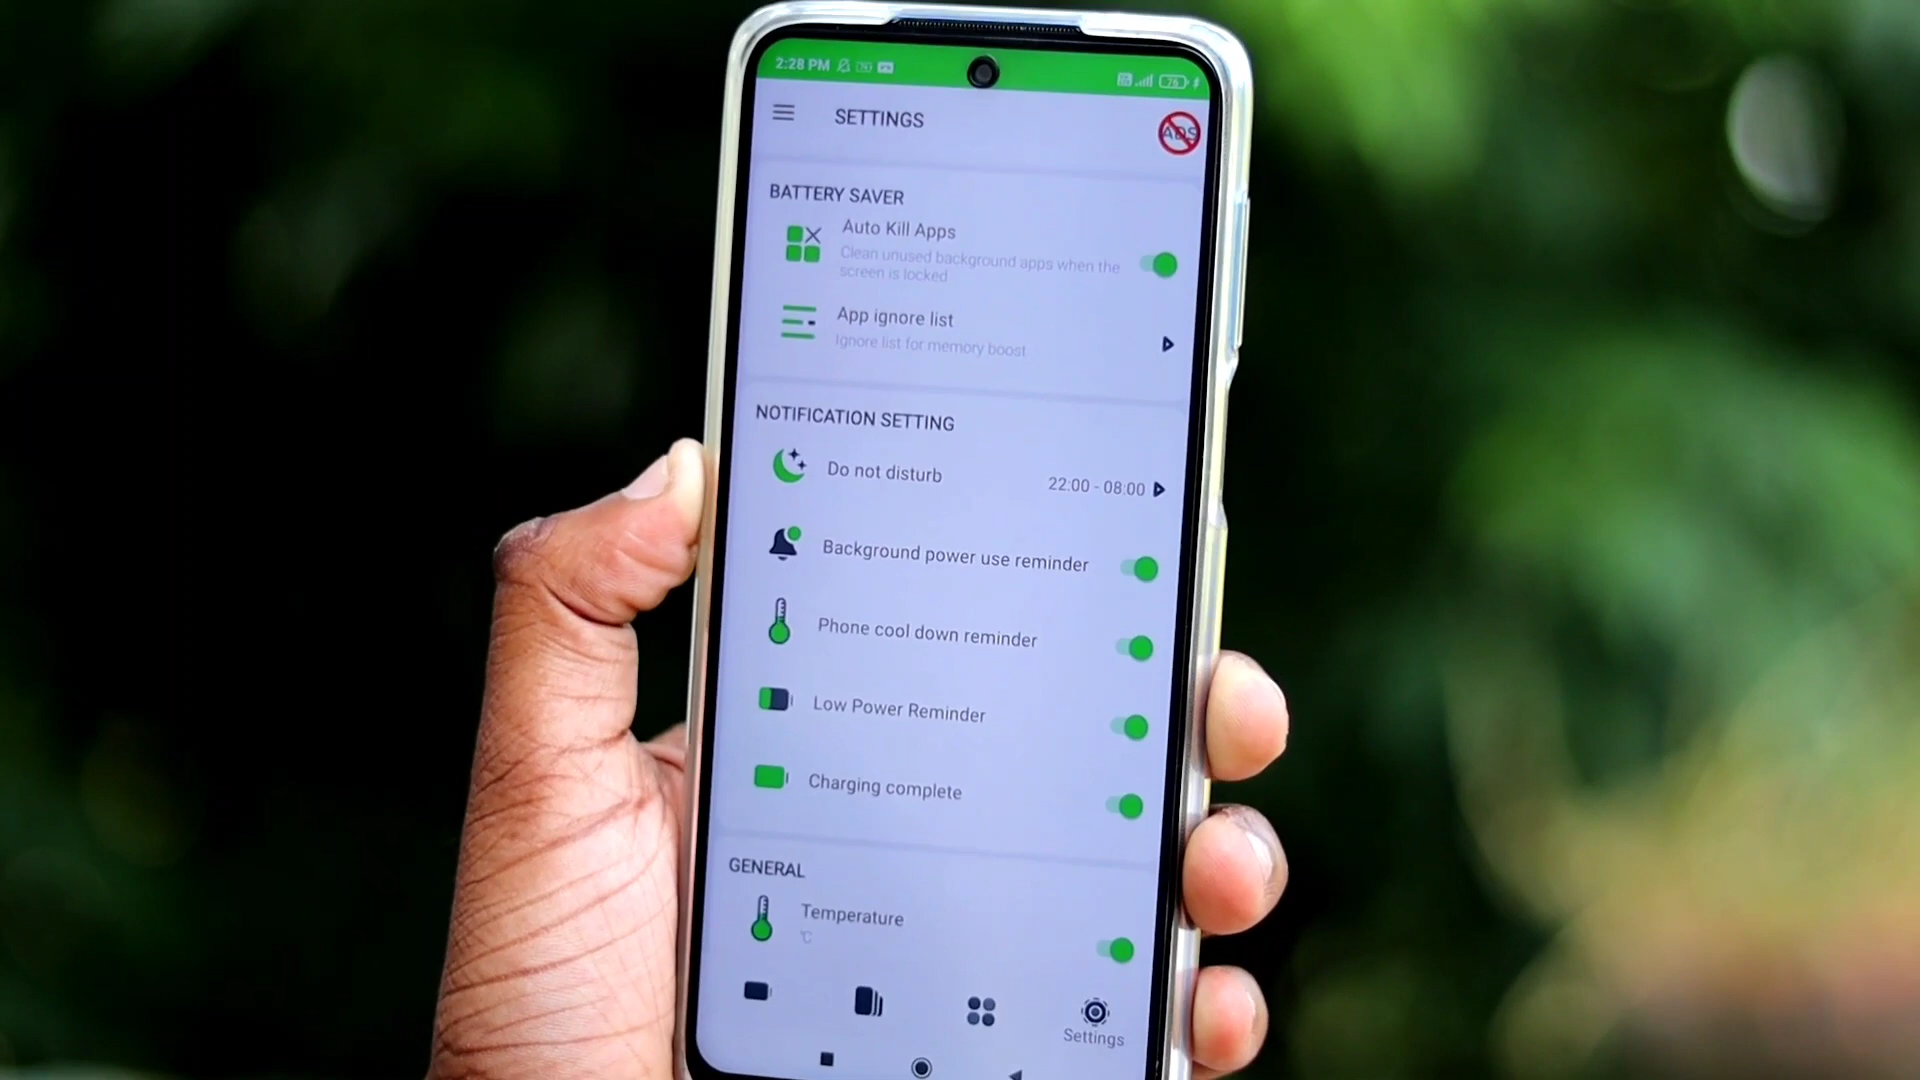 2:28 PM
76
SETTINGS
ADS
BATTERY SAVER
Auto Kill Apps
Clean unused background apps when the
screen is locked
App ignore list
Ignore list for memory boost
NOTIFICATION SETTING
Do not disturb
22:00 - 08:00
Background power use reminder
Phone cool down reminder
Low Power Reminder
Charging complete
GENERAL
Temperature
°C
Settings